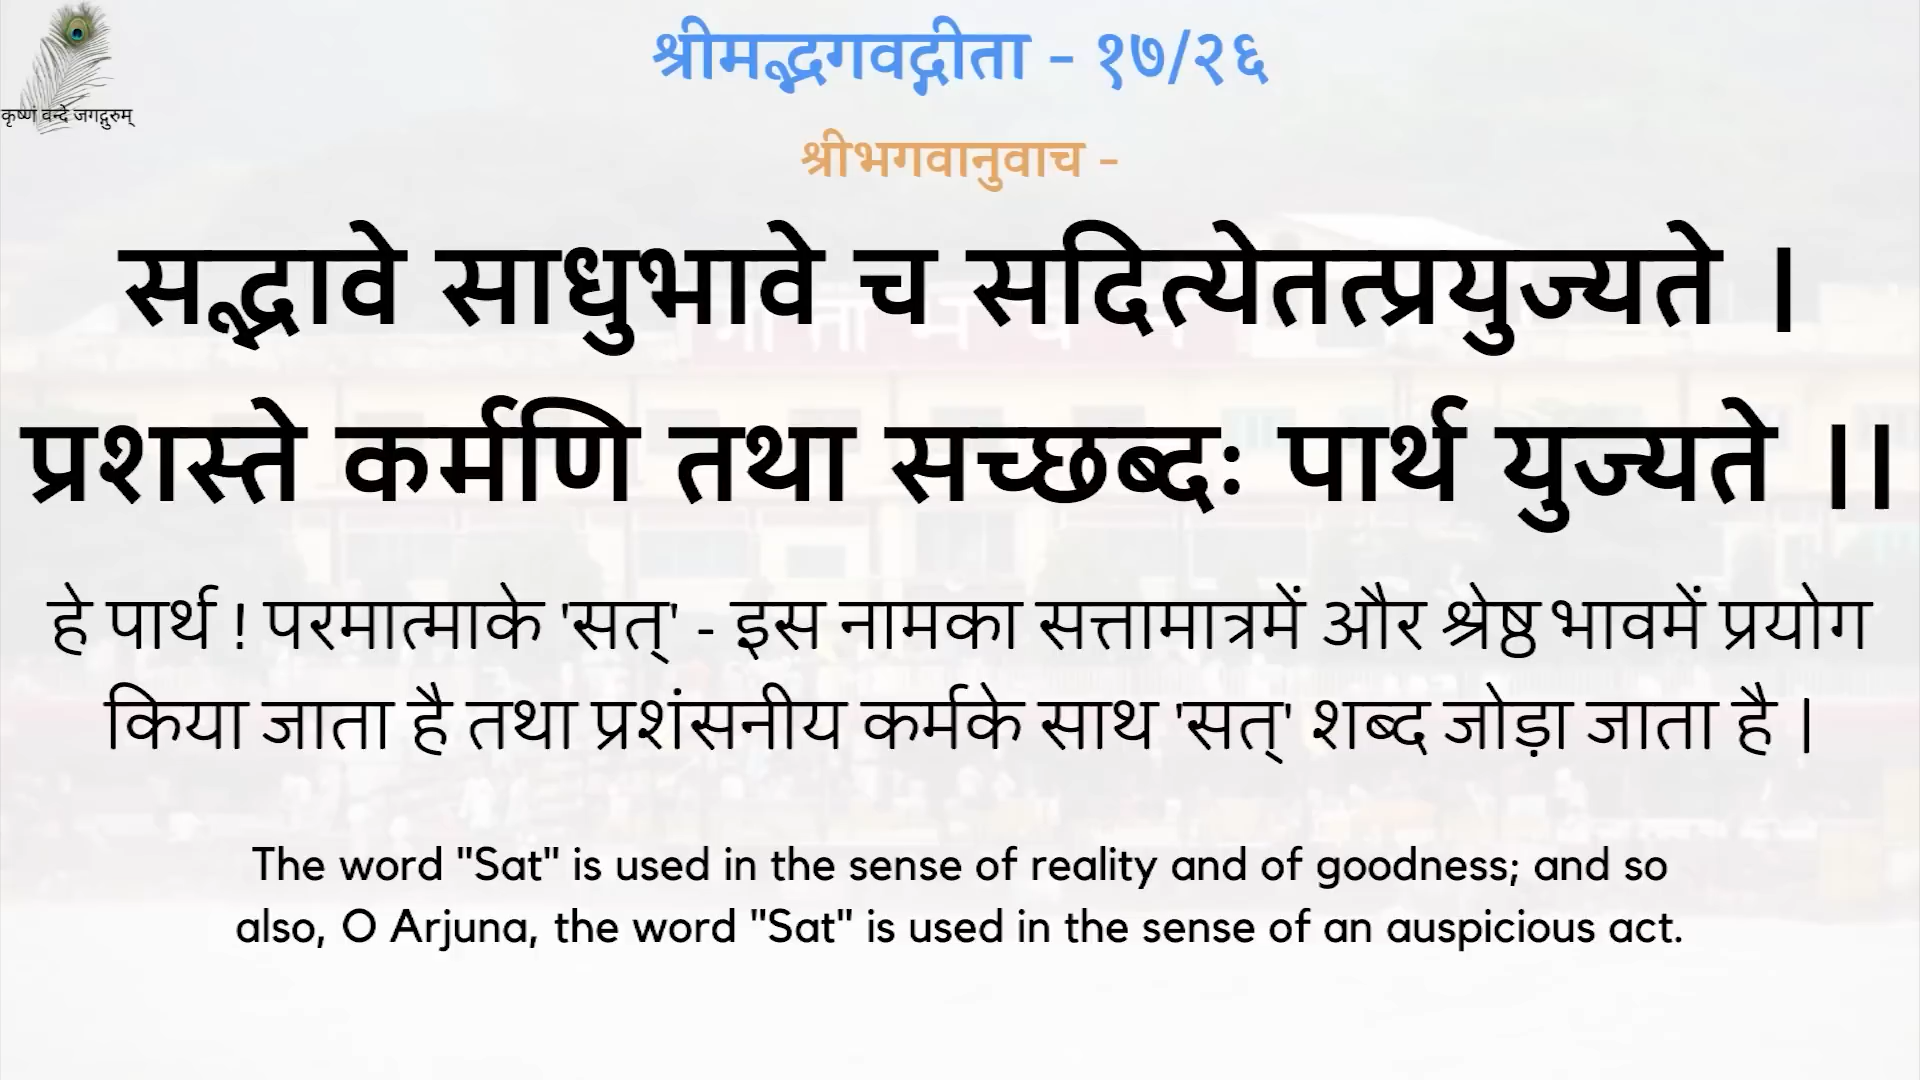 श्रीमद्भगवद्गीता - १७/२६
कृष्णं वन्दे जगद्गुरुम्
श्रीभगवानुवाच -
सद्भावे साधुभावे च सदित्येतत्प्रयुज्यते ।
प्रशस्ते कर्मणि तथा सच्छब्दः पार्थ युज्यते ।।
हे पार्थ ! परमात्माके 'सत्' - इस नामका सत्तामात्रमें और श्रेष्ठ भावमें प्रयोग
किया जाता है तथा प्रशंसनीय कर्मके साथ 'सत्' शब्द जोड़ा जाता है ।
The word "Sat" is used in the sense of reality and of goodness; and so
also, O Arjuna, the word "Sat" is used in the sense of an auspicious act.